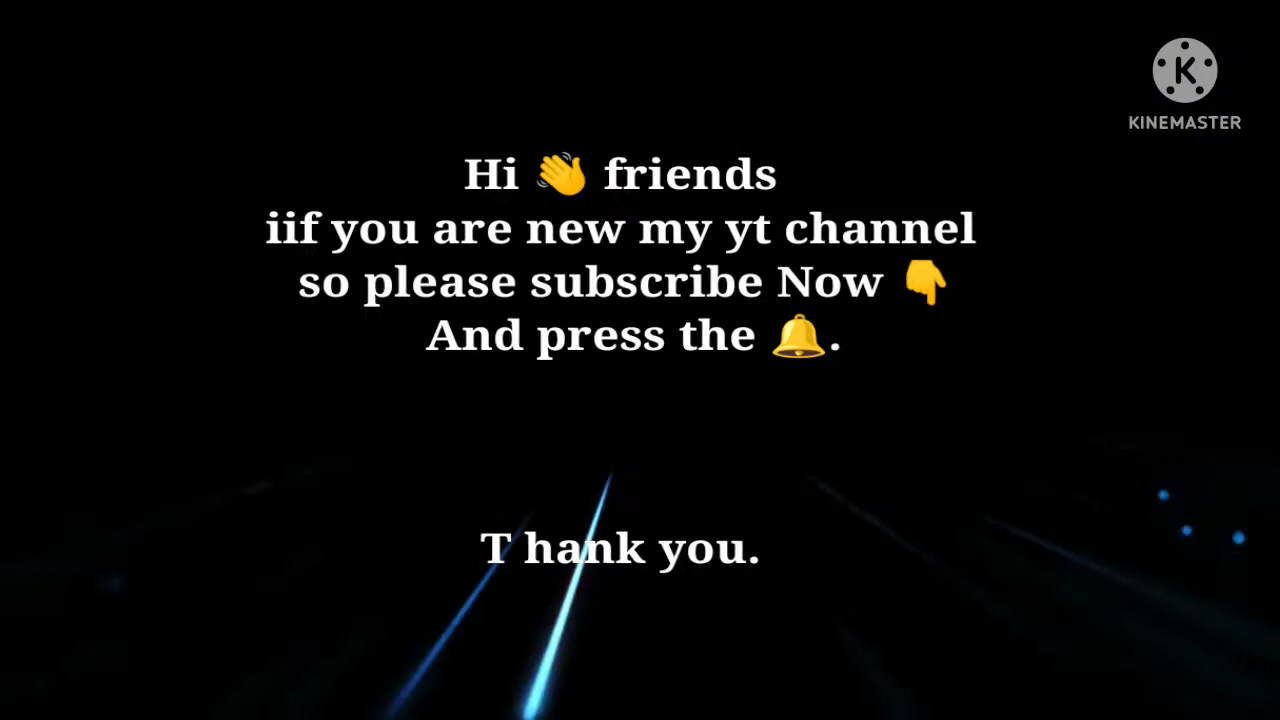 KINEMASTER
Hi 👋 friends
iif you are new my yt channel
so please subscribe Now 👇
And press the 🔔.
T hank you.